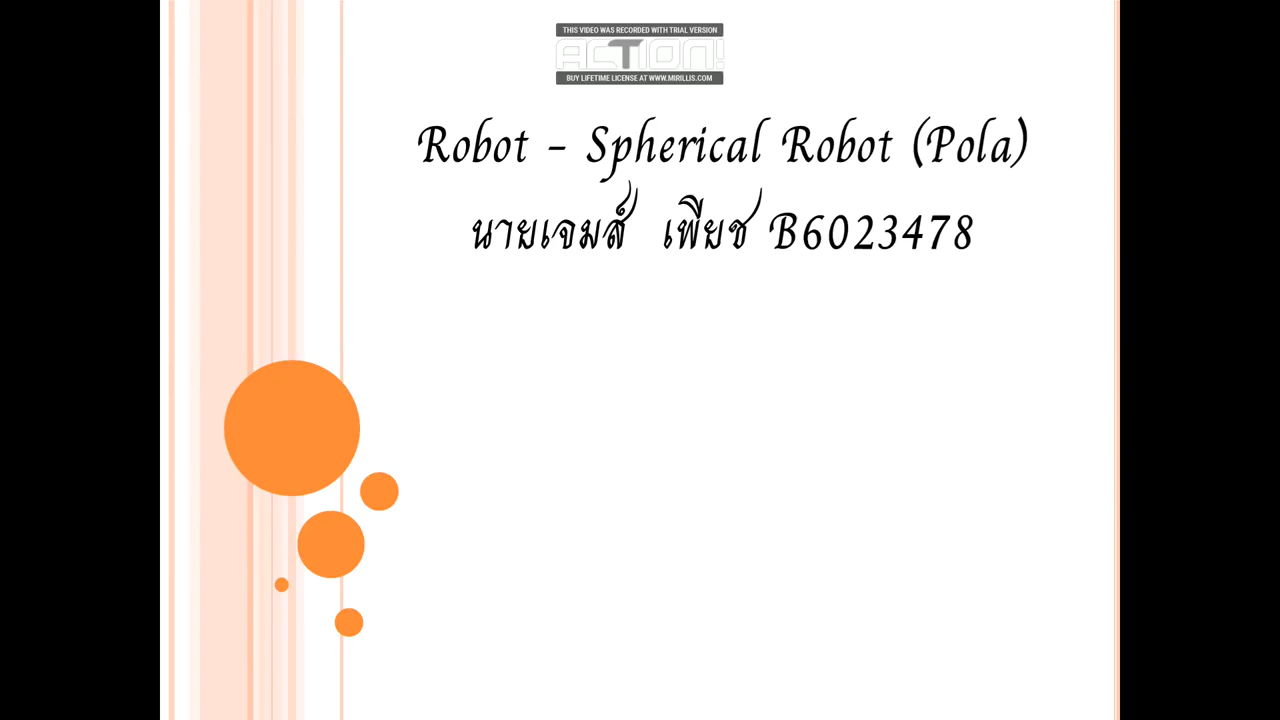 THIS VIDEO WAS RECORDED WITH TRIAL VERSION
ACTION!
BUY LIFETIME LICENSE AT WWW.MIRILLIS.COM
Robot - Spherical Robot (Pola)
นายเจมส์ เพียช B6023478